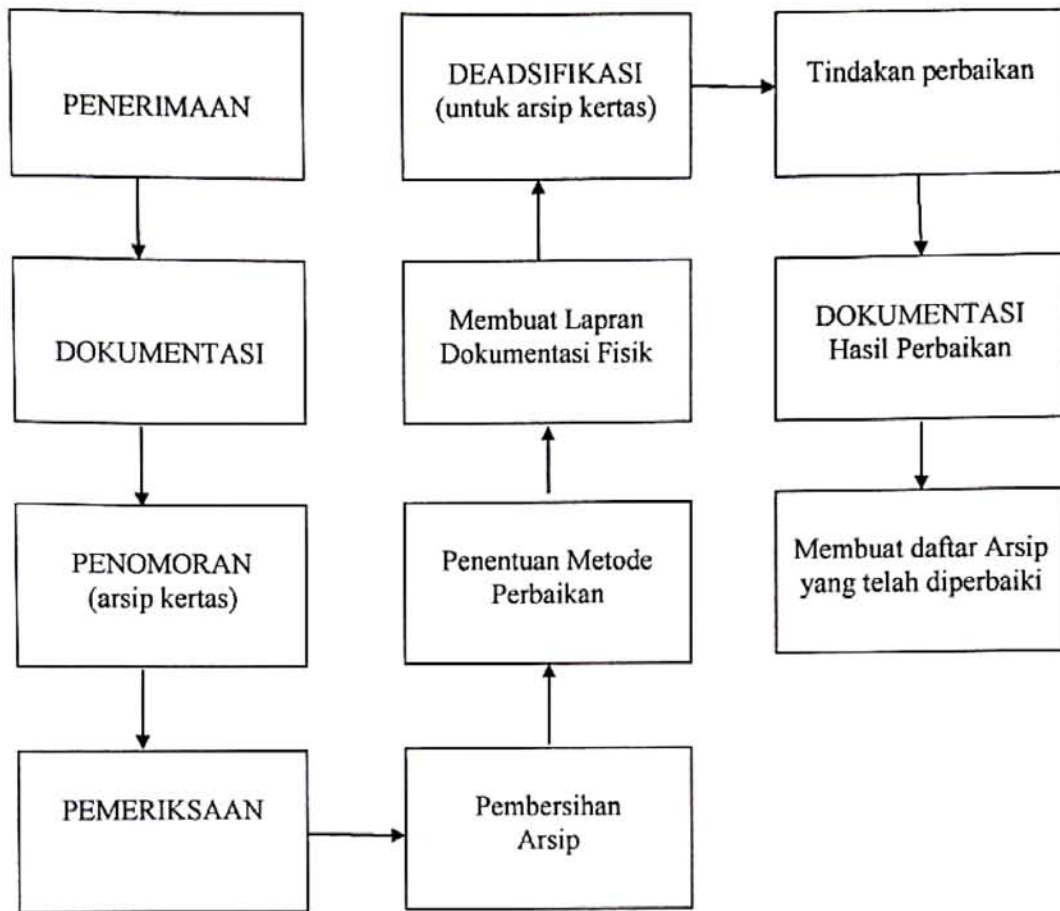 PENERIMAAN
DOKUMENTASI
PENOMORAN
(arsip kertas)
PEMERIKSAAN
Pembersihan
Arsip
Penentuan Metode
Perbaikan
Membuat Lapran
Dokumentasi Fisik
DEADSIFIKASI
(untuk arsip kertas)
Tindakan perbaikan
DOKUMENTASI
Hasil Perbaikan
Membuat daftar Arsip
yang telah diperbaiki